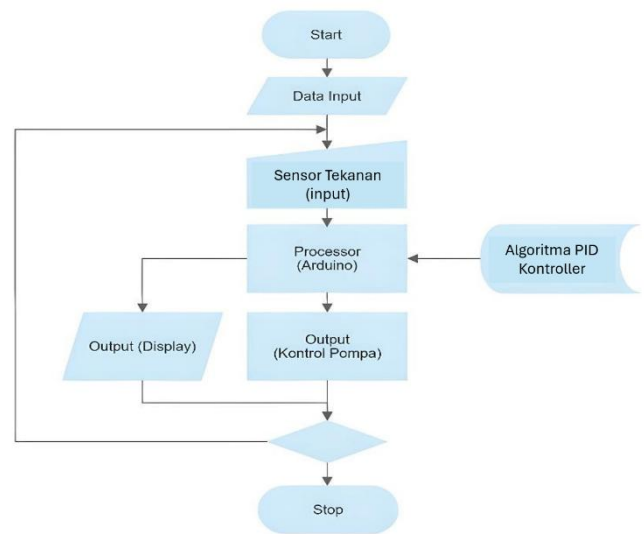 Start
Data Input
Sensor Tekanan
(input)
Processor
(Arduino)
Algoritma PID
Kontroller
Output (Display)
Output
(Kontrol Pompa)
Stop